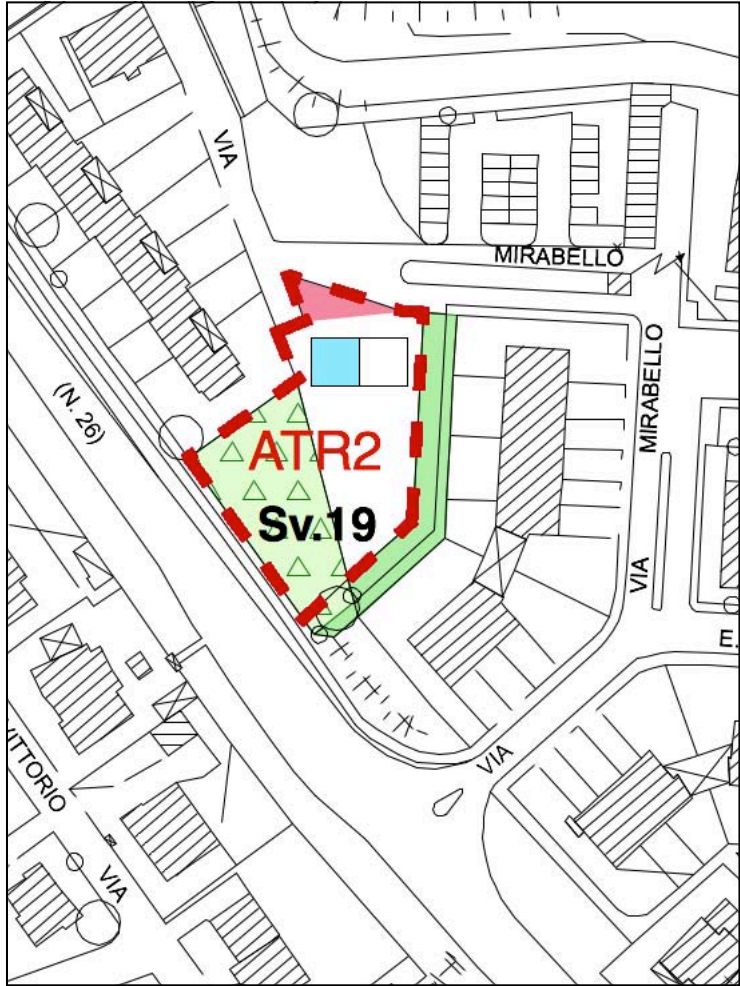 VIA
MIRABELLO
(N. 26)
MIRABELLO
ATR2
Sv.19
VIA
E.
VITTORIO
VIA
VIA